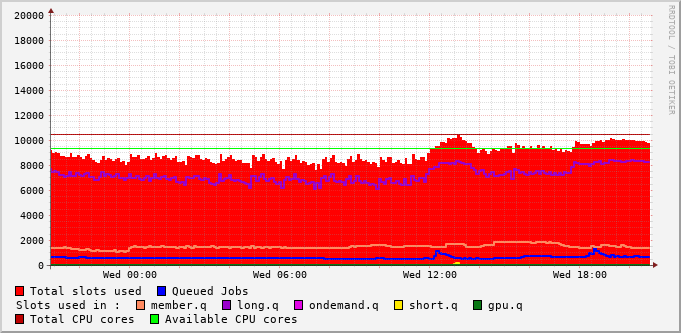 20000
18000
16000
14000
12000
10000
8000
6000
4000
2000
0
Wed 00:00 Wed 06:00 Wed 12:00 Wed 18:00
Total slots used Queued Jobs
Slots used in : member.q long.q ondemand.q short.q gpu.q
Total CPU cores Available CPU cores
RRDTOOL / TOBI OETIKER